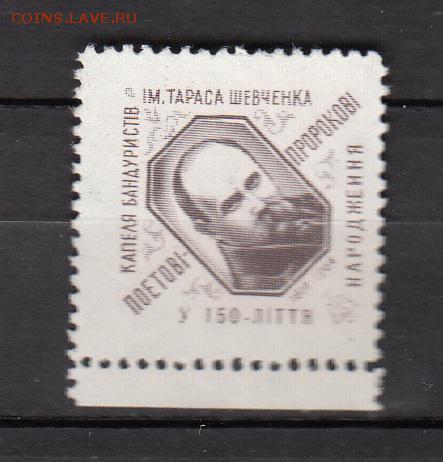 COINS.LAVE.RU
КАПЕЛЯ БАНДУРИСТІВ
ІМ. ТАРАСА ШЕВЧЕНКА
ПОЕТОВІ-
ПРОРОКОВІ
У 150-ЛІТТЯ
НАРОДЖЕННЯ